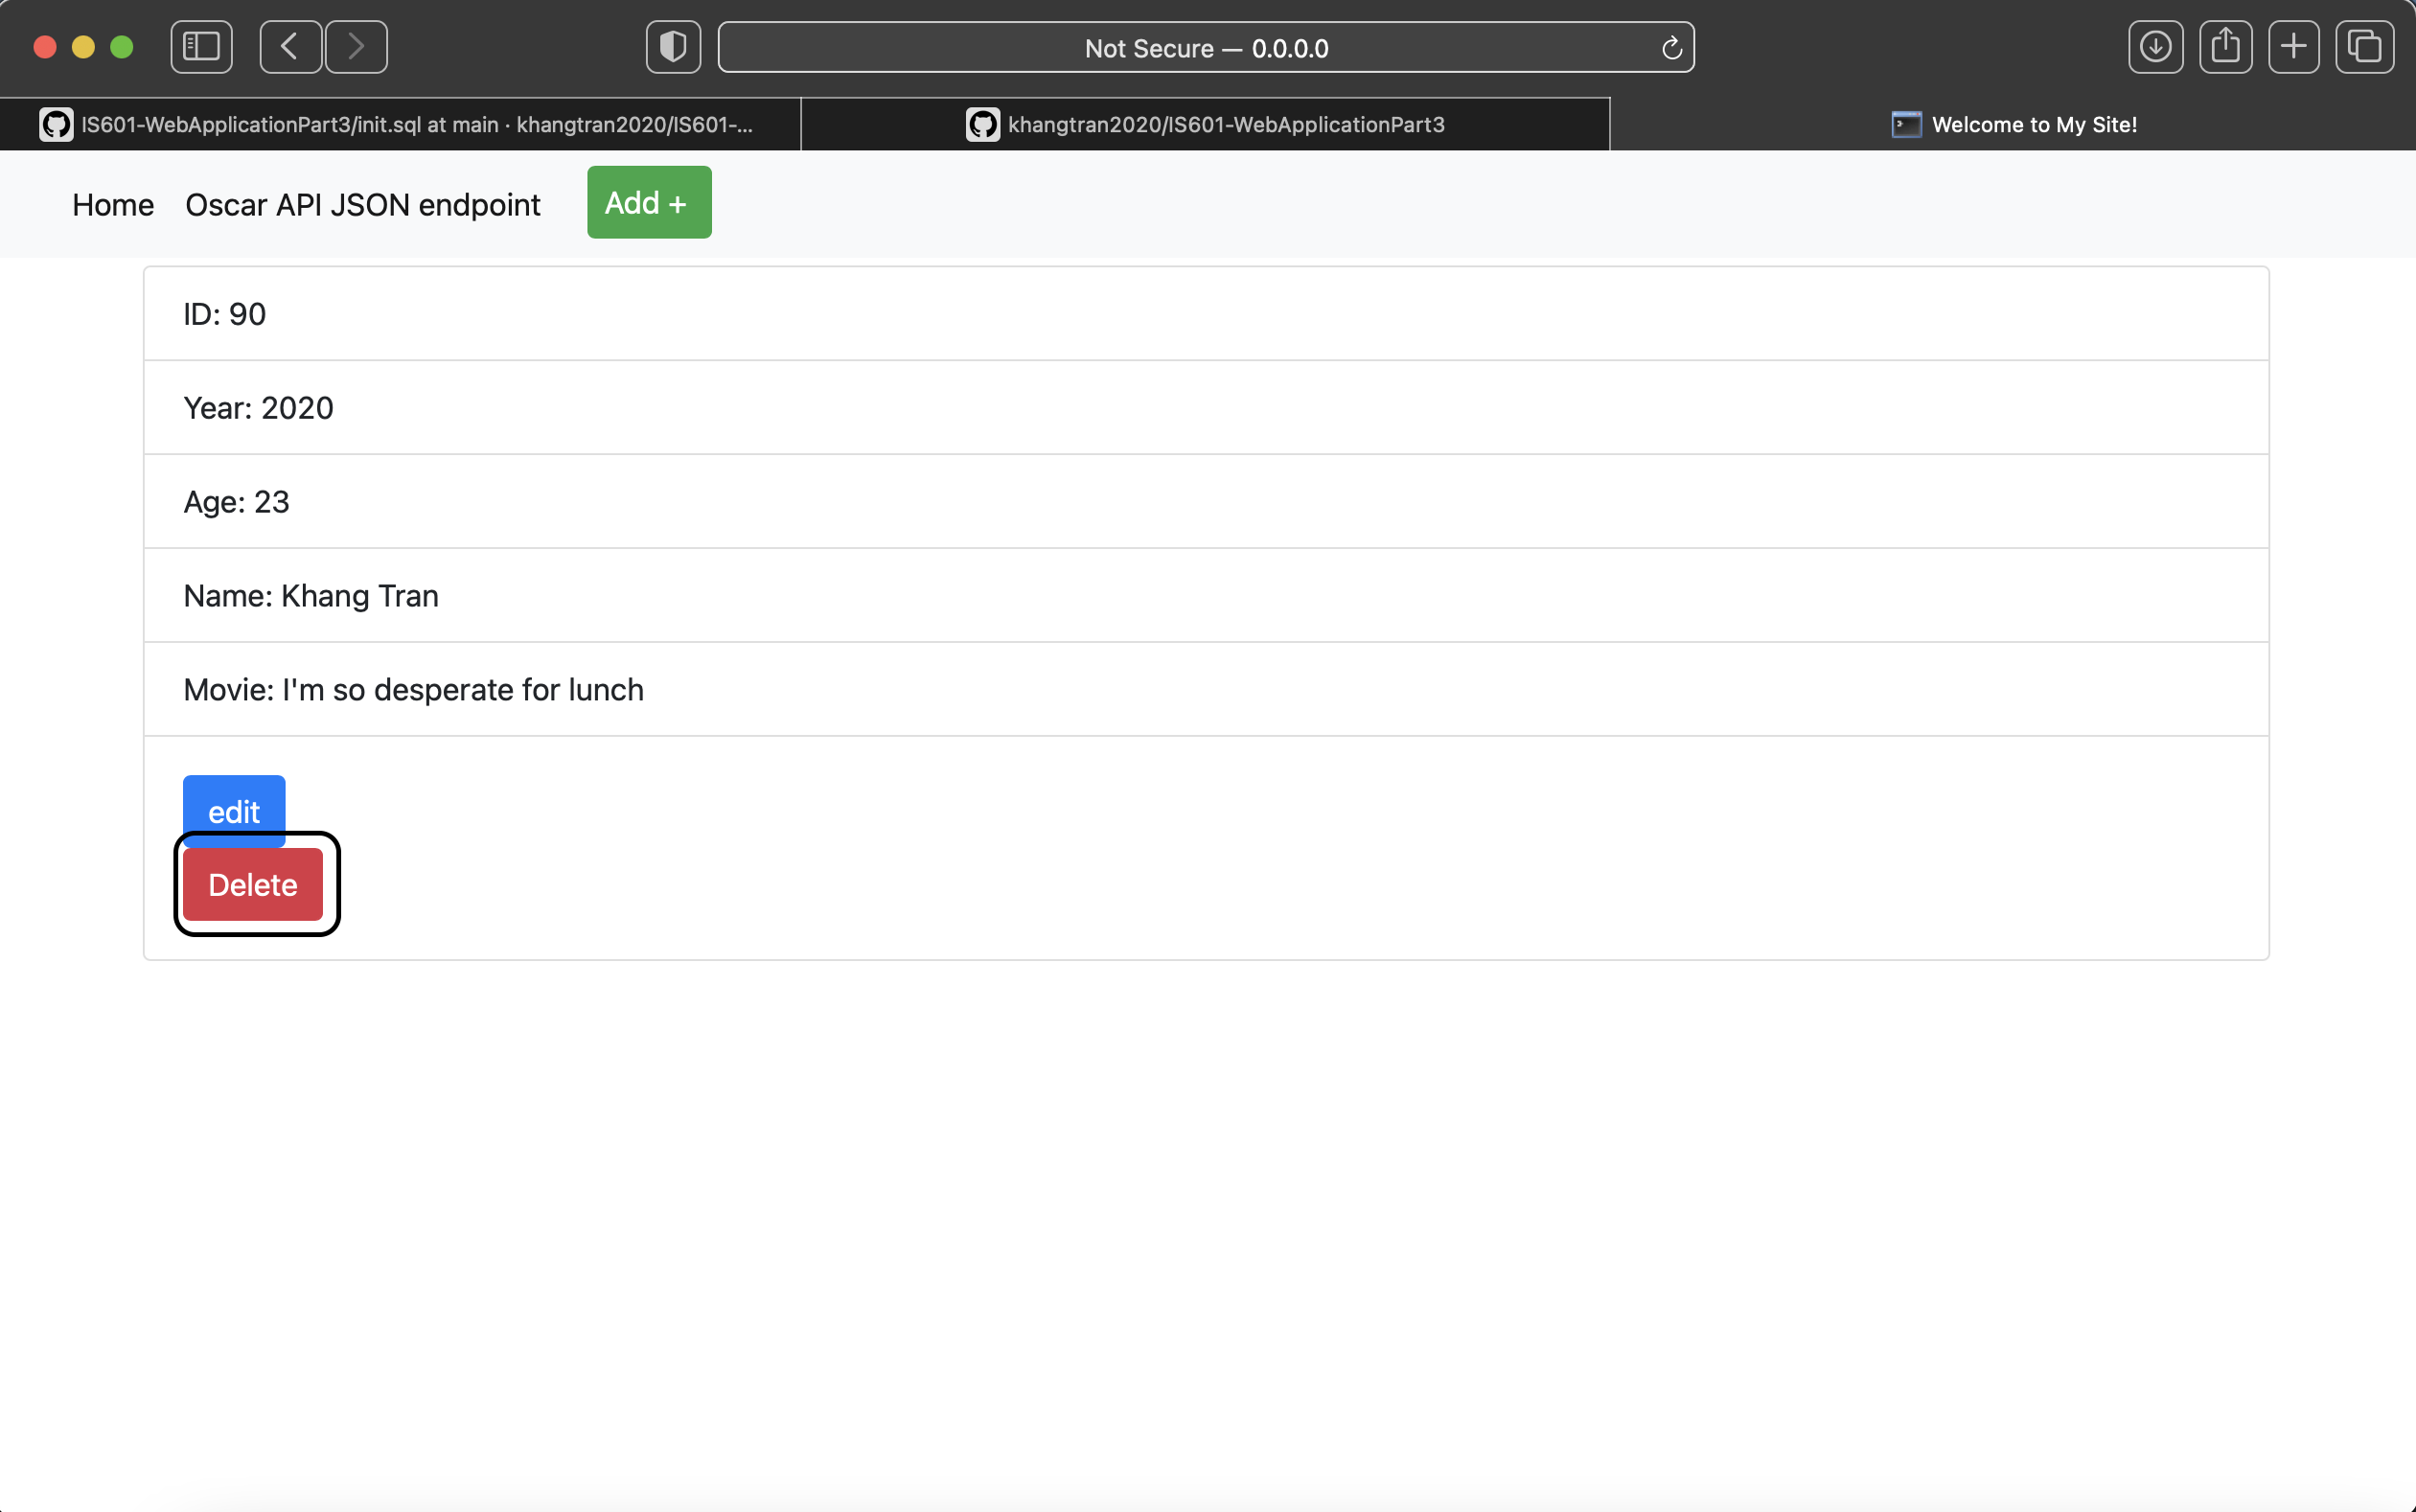 Not Secure — 0.0.0.0
IS601-WebApplicationPart3/init.sql at main · khangtran2020/IS601-...
khangtran2020/IS601-WebApplicationPart3
Welcome to My Site!
Home Oscar API JSON endpoint Add +
ID: 90
Year: 2020
Age: 23
Name: Khang Tran
Movie: I'm so desperate for lunch
edit
Delete